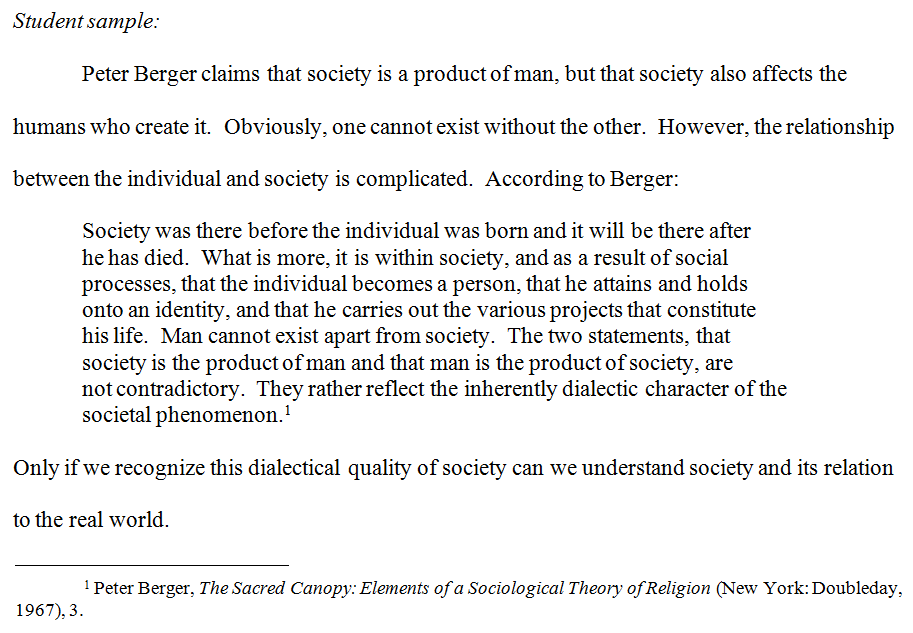 Student sample:
Peter Berger claims that society is a product of man, but that society also affects the
humans who create it.  Obviously, one cannot exist without the other.  However, the relationship
between the individual and society is complicated.  According to Berger:
Society was there before the individual was born and it will be there after
he has died.  What is more, it is within society, and as a result of social
processes, that the individual becomes a person, that he attains and holds
onto an identity, and that he carries out the various projects that constitute
his life.  Man cannot exist apart from society.  The two statements, that
society is the product of man and that man is the product of society, are
not contradictory.  They rather reflect the inherently dialectic character of the
societal phenomenon.¹
Only if we recognize this dialectical quality of society can we understand society and its relation
to the real world.
¹ Peter Berger, The Sacred Canopy: Elements of a Sociological Theory of Religion (New York: Doubleday,
1967), 3.